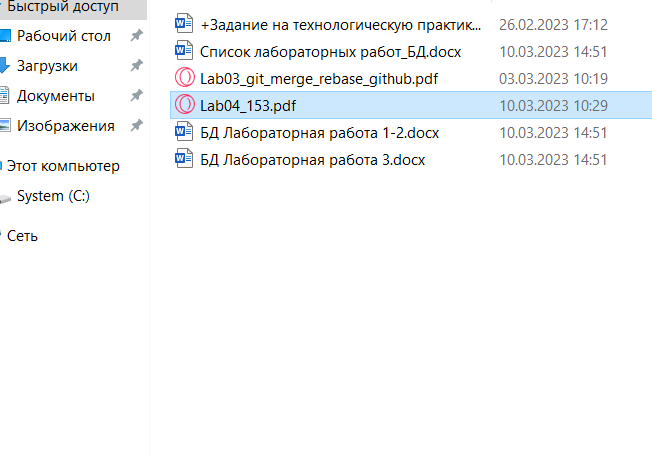 Быстрый доступ
Рабочий стол
Загрузки
Документы
Изображения
Этот компьютер
System (C:)
Сеть
+Задание на технологическую практик... 26.02.2023 17:12
Список лабораторных работ_БД.docx 10.03.2023 14:51
Lab03_git_merge_rebase_github.pdf 03.03.2023 10:19
Lab04_153.pdf 10.03.2023 10:29
БД Лабораторная работа 1-2.docx 10.03.2023 14:51
БД Лабораторная работа 3.docx 10.03.2023 14:51